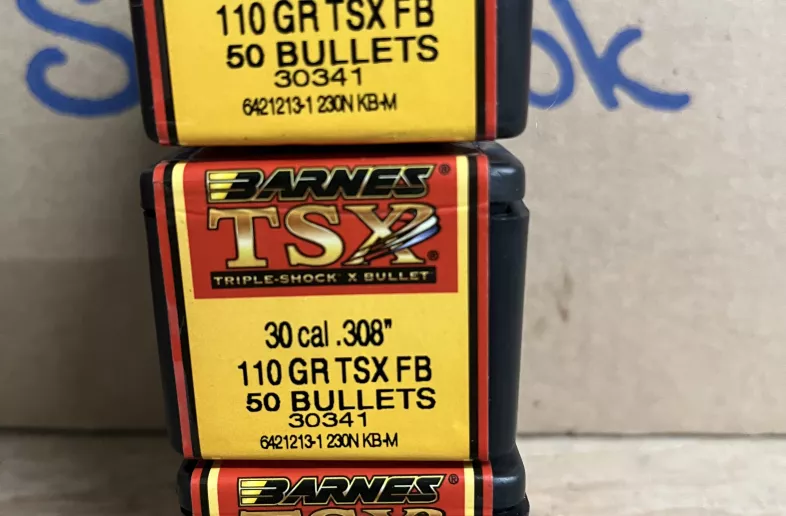 110 GR TSX FB
50 BULLETS
30341
6421213-1 230N KB-M
BARNES®
TSX®
TRIPLE-SHOCK X BULLET
30 cal .308"
110 GR TSX FB
50 BULLETS
30341
6421213-1 230N KB-M
BARNES®
TSX